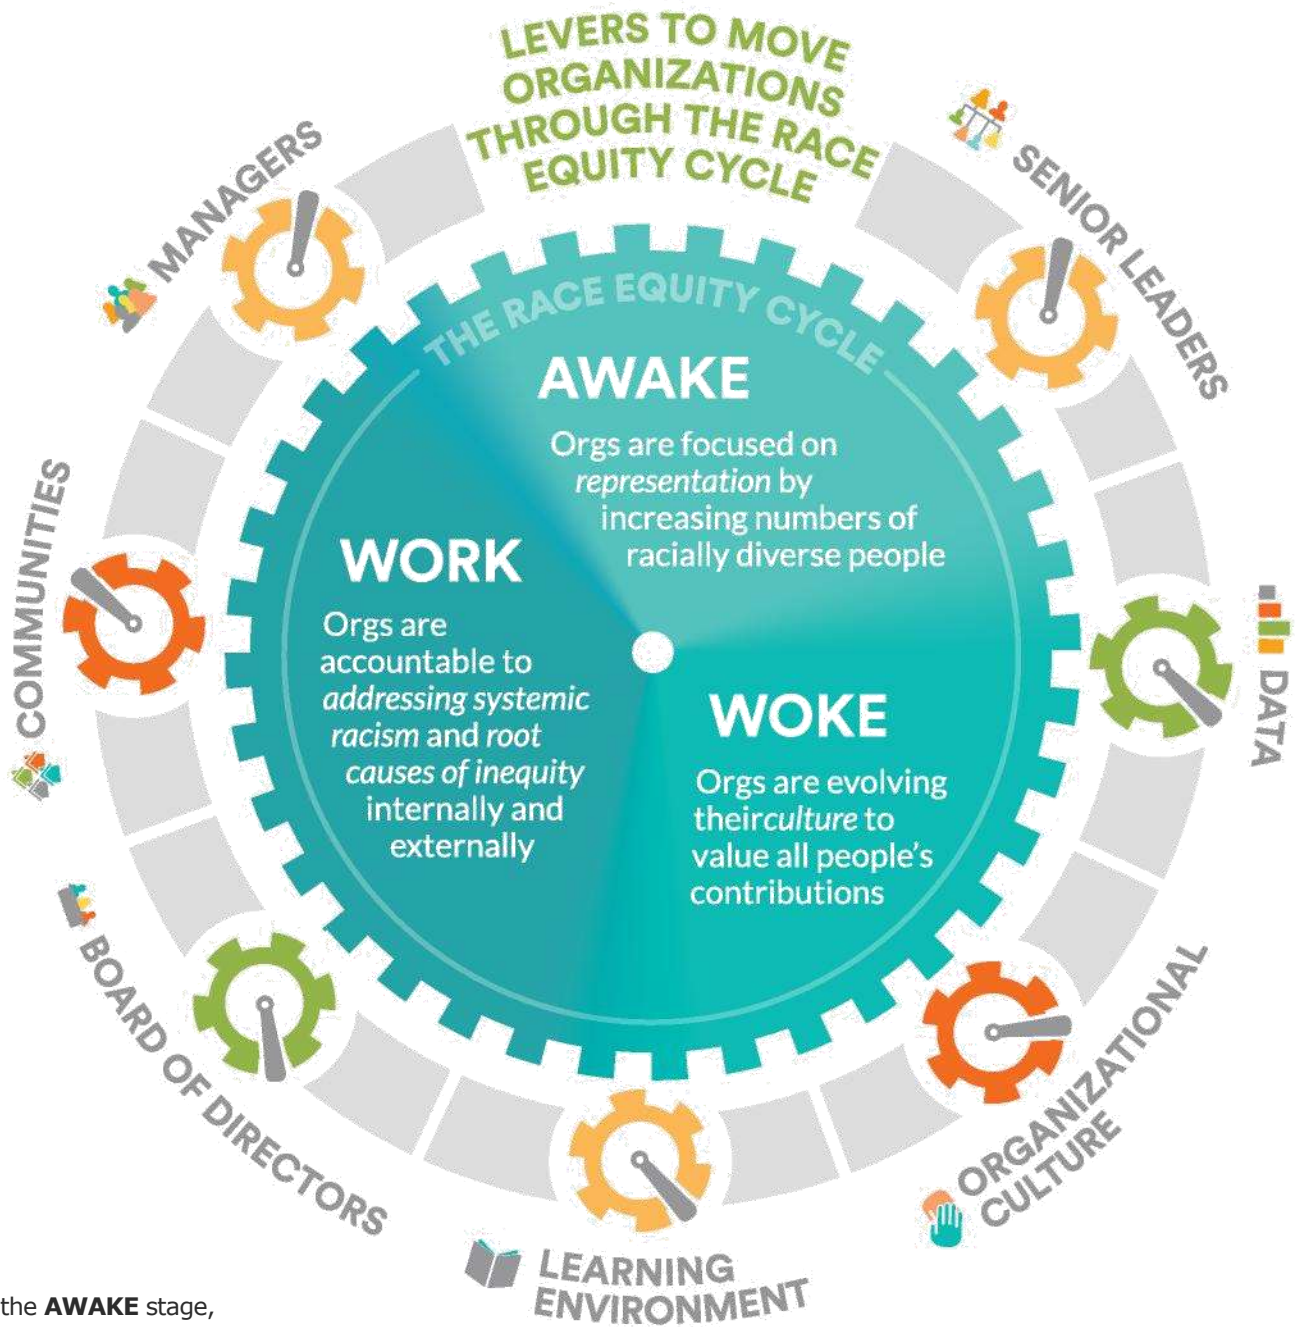 LEVERS TO MOVE
ORGANIZATIONS
THROUGH THE RACE
EQUITY CYCLE
SENIOR LEADERS
MANAGERS
THE RACE EQUITY CYCLE
AWAKE
Orgs are focused on
representation by
increasing numbers of
racially diverse people
WORK
Orgs are
accountable to
addressing systemic
racism and root
causes of inequity
internally and
externally
WOKE
Orgs are evolving
theirculture to
value all people's
contributions
COMMUNITIES
DATA
BOARD OF DIRECTORS
ORGANIZATIONAL
CULTURE
LEARNING
ENVIRONMENT
the AWAKE stage,